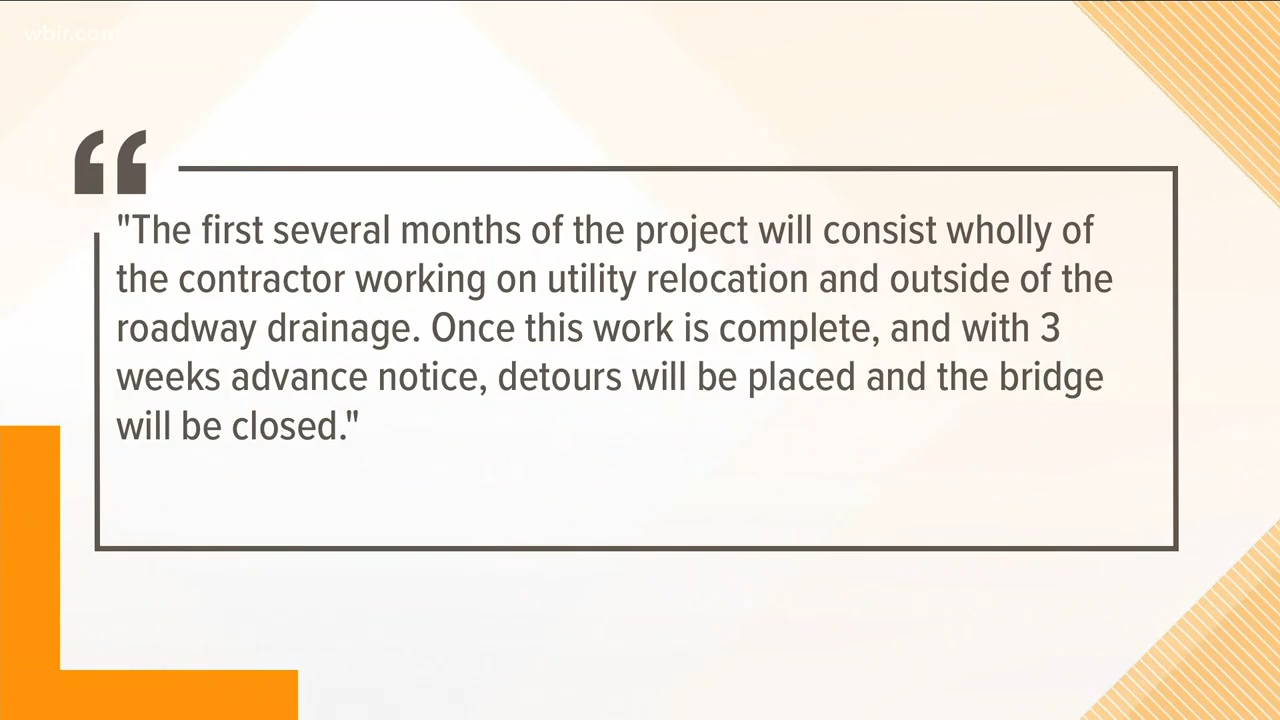 wbir.com
"The first several months of the project will consist wholly of
the contractor working on utility relocation and outside of the
roadway drainage. Once this work is complete, and with 3
weeks advance notice, detours will be placed and the bridge
will be closed."